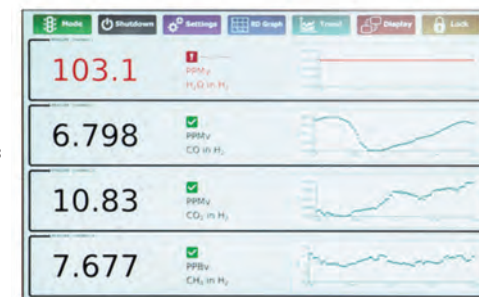 Mode Shutdown Settings RD Graph Trend Display Lock
103.1
PPMv
H₂O in H₂
6.798
PPMv
CO in H₂
10.83
PPMv
CO₂ in H₂
7.677
PPBv
CH₄ in H₂